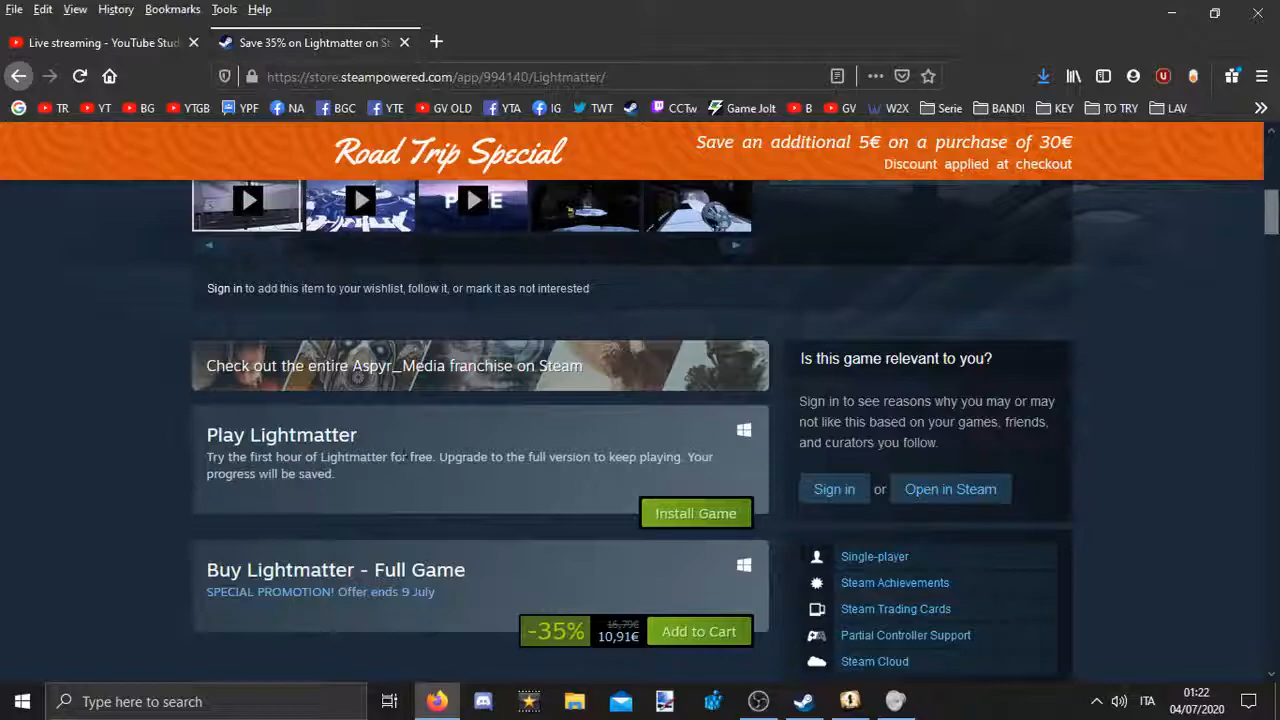 File Edit View History Bookmarks Tools Help
Live streaming - YouTube Stud
Save 35% on Lightmatter on St
https://store.steampowered.com/app/994140/Lightmatter/
TR YT BG YTGB YPF NA BGC YTE GV OLD YTA IG TWT CCTw Game Jolt B GV W2X Serie BANDI KEY TO TRY LAV
Road Trip Special
Save an additional 5€ on a purchase of 30€
Discount applied at checkout
Sign in to add this item to your wishlist, follow it, or mark it as not interested
Check out the entire Aspyr_Media franchise on Steam
Is this game relevant to you?
Sign in to see reasons why you may or may
not like this based on your games, friends,
and curators you follow.
Sign in or Open in Steam
Play Lightmatter
Try the first hour of Lightmatter for free. Upgrade to the full version to keep playing. Your
progress will be saved.
Install Game
Buy Lightmatter - Full Game
SPECIAL PROMOTION! Offer ends 9 July
-35%
16,79€
10,91€
Add to Cart
Single-player
Steam Achievements
Steam Trading Cards
Partial Controller Support
Steam Cloud
Type here to search
ITA
01:22
04/07/2020